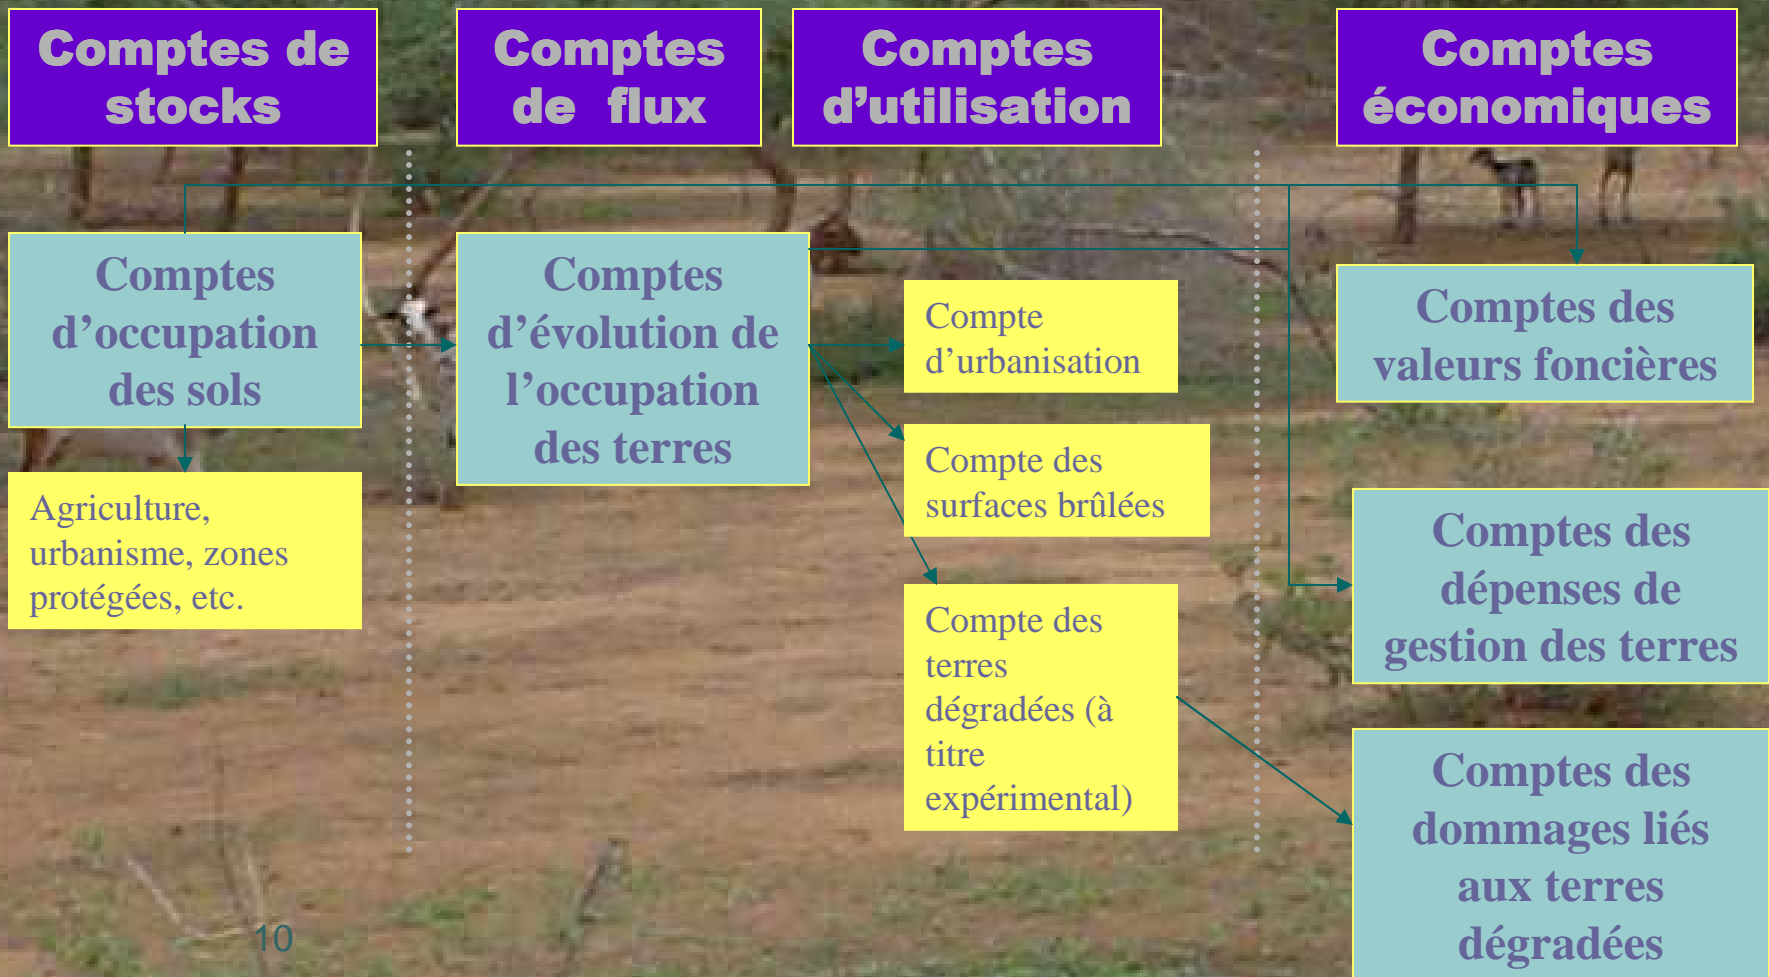 Comptes de
stocks
Comptes
de flux
Comptes
d’utilisation
Comptes
économiques
Comptes
d’occupation
des sols
Agriculture,
urbanisme, zones
protégées, etc.
Comptes
d’évolution de
l’occupation
des terres
Compte
d’urbanisation
Compte des
surfaces brûlées
Compte des
terres
dégradées (à
titre
expérimental)
Comptes des
valeurs foncières
Comptes des
dépenses de
gestion des terres
Comptes des
dommages liés
aux terres
dégradées
10